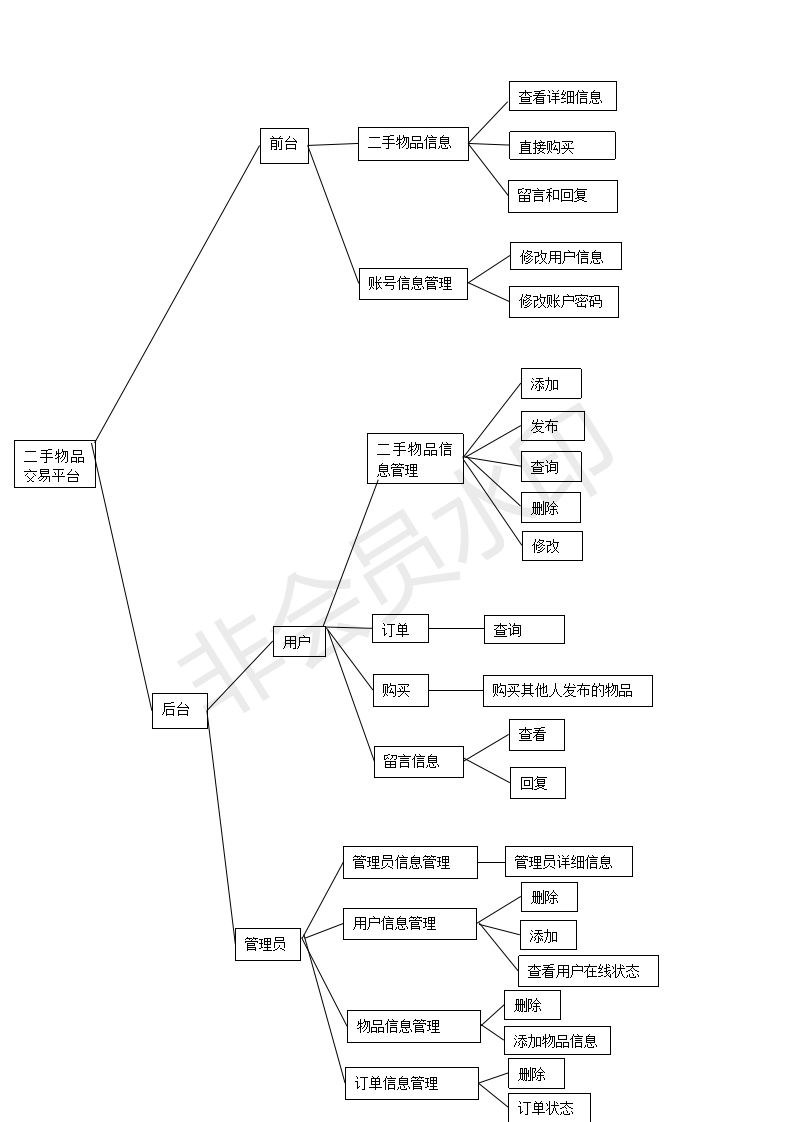 查看详细信息
前台
二手物品信息
直接购买
留言和回复
修改用户信息
账号信息管理
修改账户密码
添加
发布
二手物品信
息管理
查询
删除
修改
二手物品
交易平台
用户
订单
查询
购买
购买其他人发布的物品
后台
查看
留言信息
回复
管理员信息管理
管理员详细信息
删除
用户信息管理
添加
管理员
查看用户在线状态
删除
物品信息管理
添加物品信息
删除
订单信息管理
订单状态
非会员水印